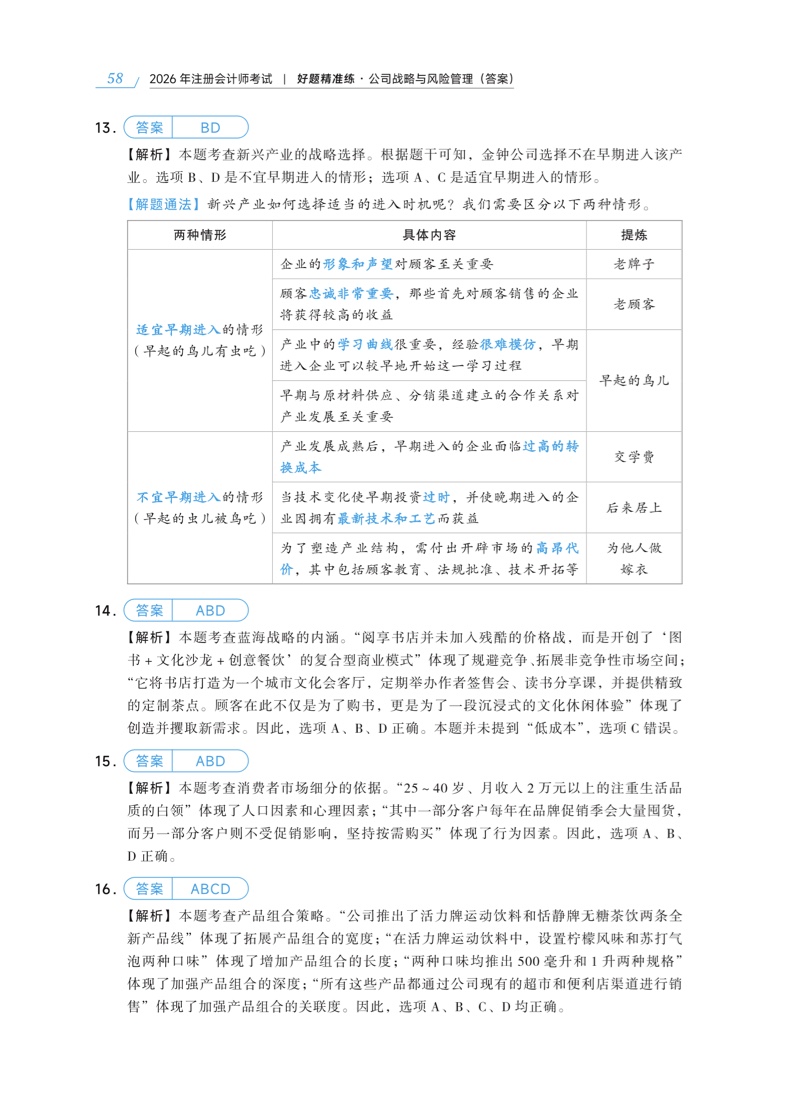 58 2026 年注册会计师考试 | 好题精准练·公司战略与风险管理（答案）
13. 答案 BD
【解析】本题考查新兴产业的战略选择。根据题干可知，金钟公司选择不在早期进入该产
业。选项 B、D 是不宜早期进入的情形；选项 A、C 是适宜早期进入的情形。
【解题通法】新兴产业如何选择适当的进入时机呢？我们需要区分以下两种情形。
两种情形 具体内容 提炼
适宜早期进入的情形
（早起的鸟儿有虫吃）
企业的形象和声望对顾客至关重要 老牌子
顾客忠诚非常重要，那些首先对顾客销售的企业
将获得较高的收益
老顾客
产业中的学习曲线很重要，经验很难模仿，早期
进入企业可以较早地开始这一学习过程
早期与原材料供应、分销渠道建立的合作关系对
产业发展至关重要
早起的鸟儿
不宜早期进入的情形
（早起的虫儿被鸟吃）
产业发展成熟后，早期进入的企业面临过高的转
换成本
交学费
当技术变化使早期投资过时，并使晚期进入的企
业因拥有最新技术和工艺而获益
后来居上
为了塑造产业结构，需付出开辟市场的高昂代
价，其中包括顾客教育、法规批准、技术开拓等
为他人做
嫁衣
14. 答案 ABD
【解析】本题考查蓝海战略的内涵。“阅享书店并未加入残酷的价格战，而是开创了‘图
书 + 文化沙龙 + 创意餐饮’的复合型商业模式”体现了规避竞争、拓展非竞争性市场空间；
“它将书店打造为一个城市文化会客厅，定期举办作者签售会、读书分享课，并提供精致
的定制茶点。顾客在此不仅是为了购书，更是为了一段沉浸式的文化休闲体验”体现了
创造并攫取新需求。因此，选项 A、B、D 正确。本题并未提到“低成本”，选项 C 错误。
15. 答案 ABD
【解析】本题考查消费者市场细分的依据。“25 ~ 40 岁、月收入 2 万元以上的注重生活品
质的白领”体现了人口因素和心理因素；“其中一部分客户每年在品牌促销季会大量囤货，
而另一部分客户则不受促销影响，坚持按需购买”体现了行为因素。因此，选项 A、B、
D 正确。
16. 答案 ABCD
【解析】本题考查产品组合策略。“公司推出了活力牌运动饮料和恬静牌无糖茶饮两条全
新产品线”体现了拓展产品组合的宽度；“在活力牌运动饮料中，设置柠檬风味和苏打气
泡两种口味”体现了增加产品组合的长度；“两种口味均推出 500 毫升和 1 升两种规格”
体现了加强产品组合的深度；“所有这些产品都通过公司现有的超市和便利店渠道进行销
售”体现了加强产品组合的关联度。因此，选项 A、B、C、D 均正确。